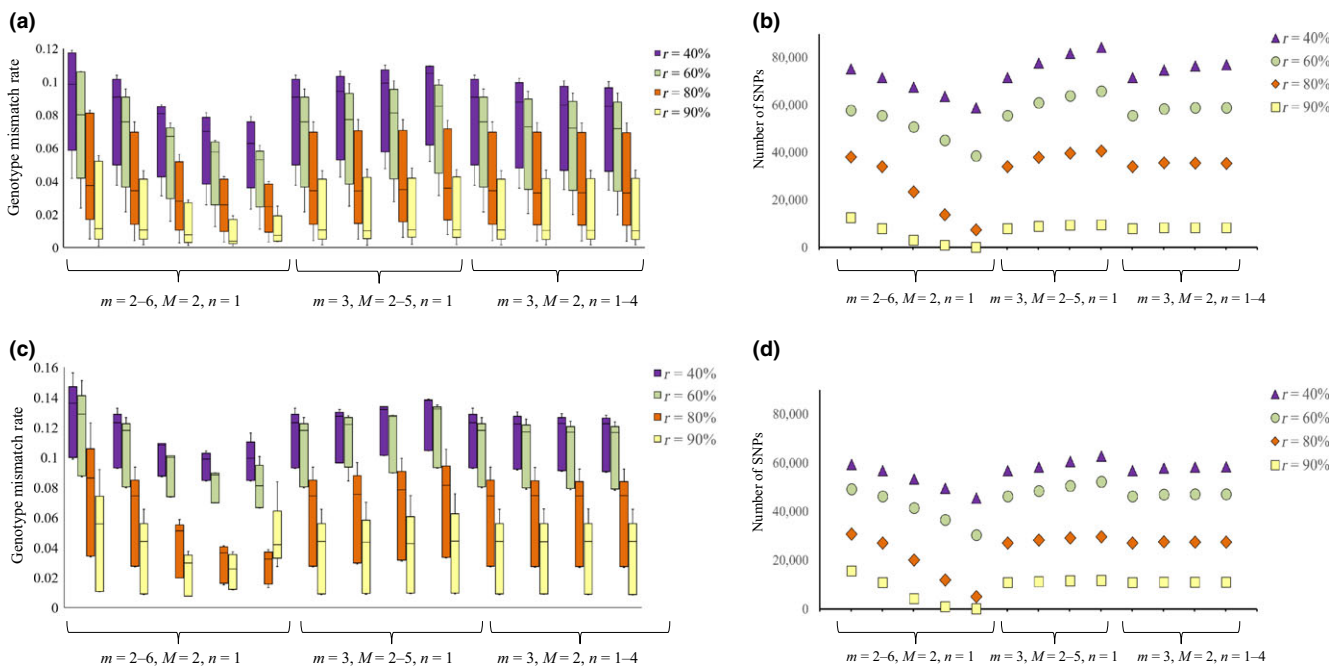 (a)
Genotype mismatch rate
0.12
0.1
0.08
0.06
0.04
0.02
0
r = 40%
r = 60%
r = 80%
r = 90%
m = 2–6, M = 2, n = 1
m = 3, M = 2–5, n = 1
m = 3, M = 2, n = 1–4
(b)
Number of SNPs
80,000
60,000
40,000
20,000
0
r = 40%
r = 60%
r = 80%
r = 90%
m = 2–6, M = 2, n = 1
m = 3, M = 2–5, n = 1
m = 3, M = 2, n = 1–4
(c)
Genotype mismatch rate
0.16
0.14
0.12
0.1
0.08
0.06
0.04
0.02
0
r = 40%
r = 60%
r = 80%
r = 90%
m = 2–6, M = 2, n = 1
m = 3, M = 2–5, n = 1
m = 3, M = 2, n = 1–4
(d)
Number of SNPs
80,000
60,000
40,000
20,000
0
r = 40%
r = 60%
r = 80%
r = 90%
m = 2–6, M = 2, n = 1
m = 3, M = 2–5, n = 1
m = 3, M = 2, n = 1–4